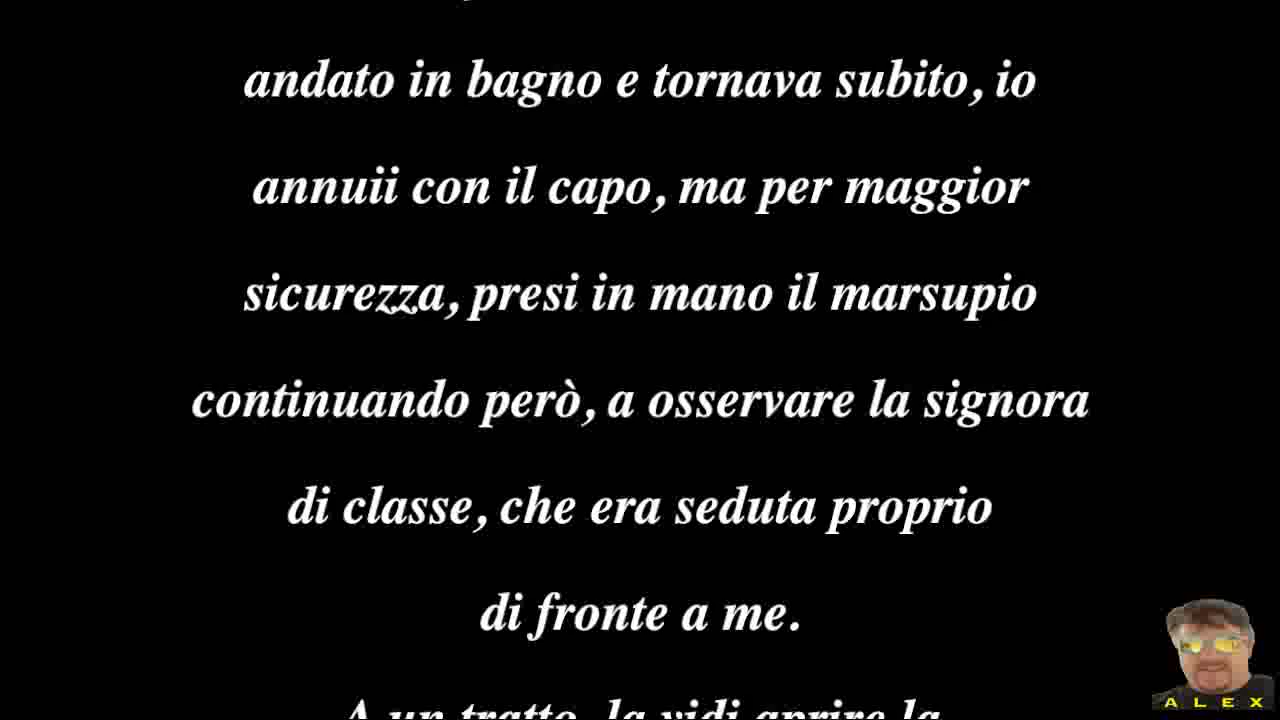 andato in bagno e tornava subito, io
annuii con il capo, ma per maggior
sicurezza, presi in mano il marsupio
continuando però, a osservare la signora
di classe, che era seduta proprio
di fronte a me.
A un tratto, la vidi aprire la
ALEX